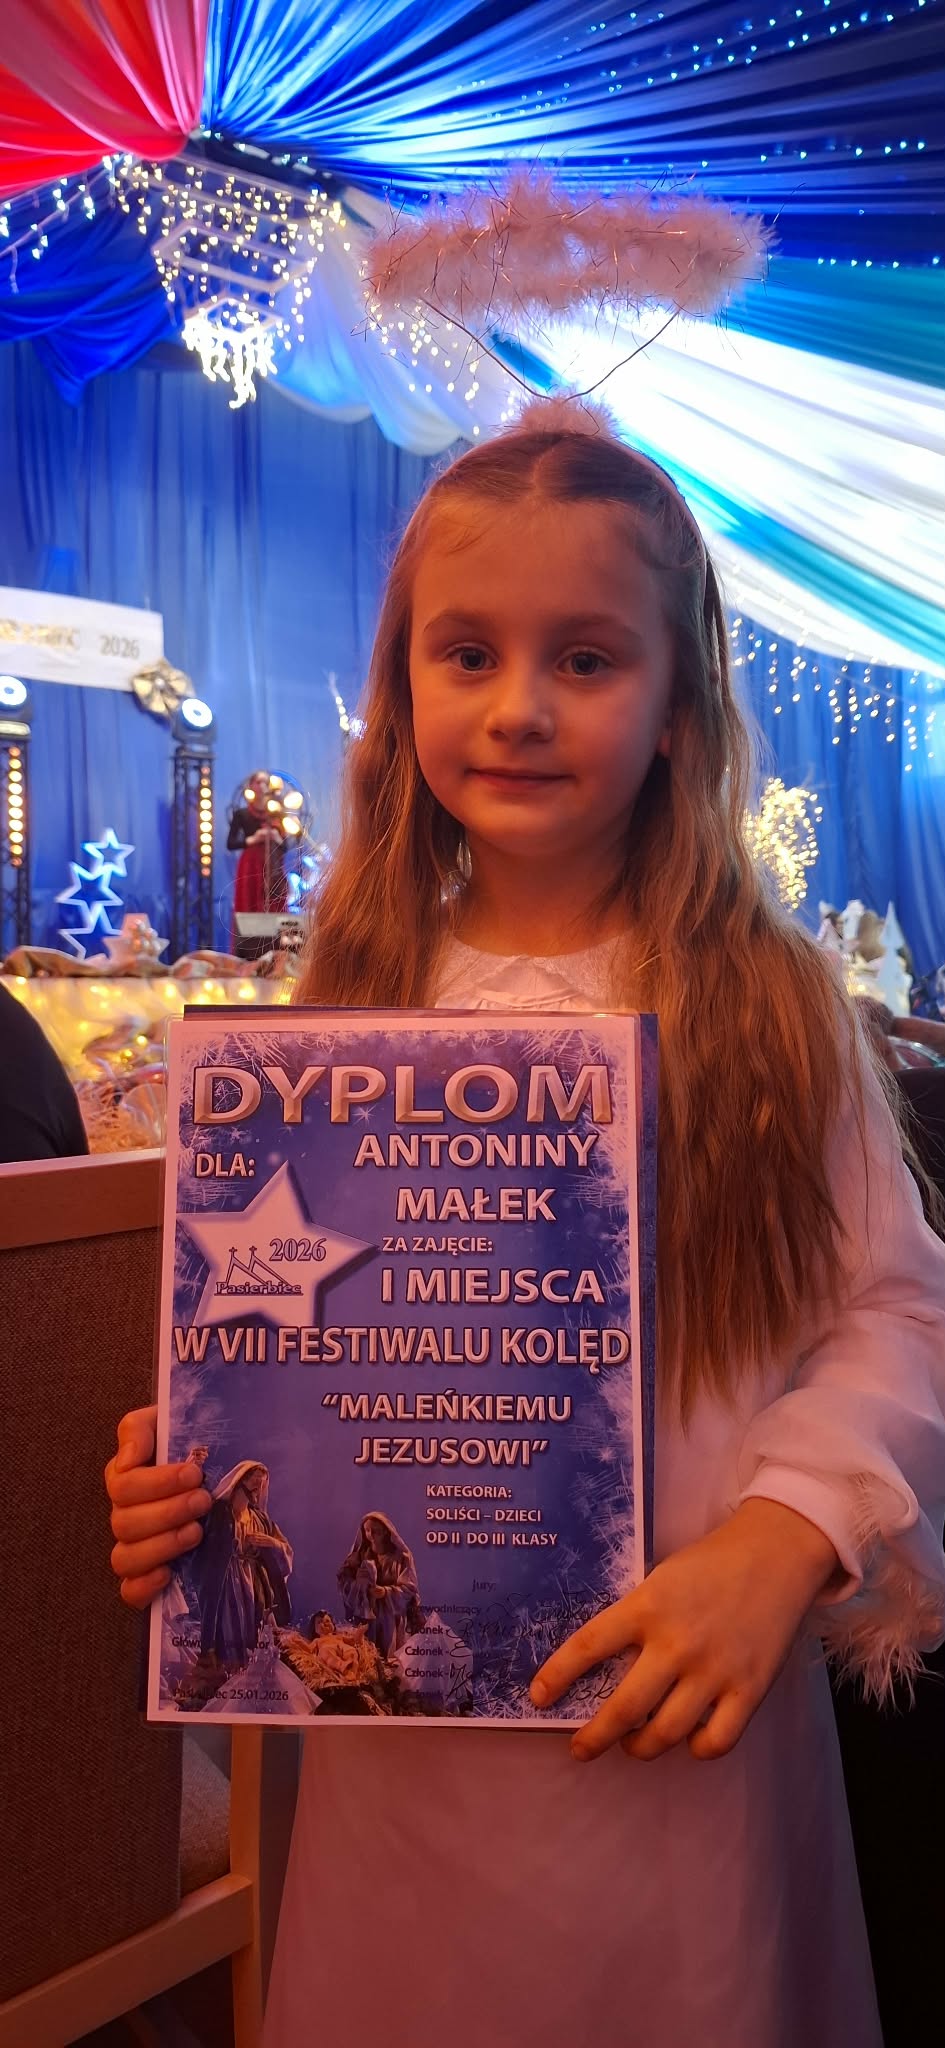 2026
DYPLOM
DLA:
ANTONINY
MAŁEK
2026
Pasierbiec
ZA ZAJĘCIE:
I MIEJSCA
W VII FESTIWALU KOLĘD
“MALEŃKIEMU
JEZUSOWI”
KATEGORIA:
SOLIŚCI – DZIECI
OD II DO III KLASY
Jury:
Członek -
Członek -
Członek -
25.01.2026